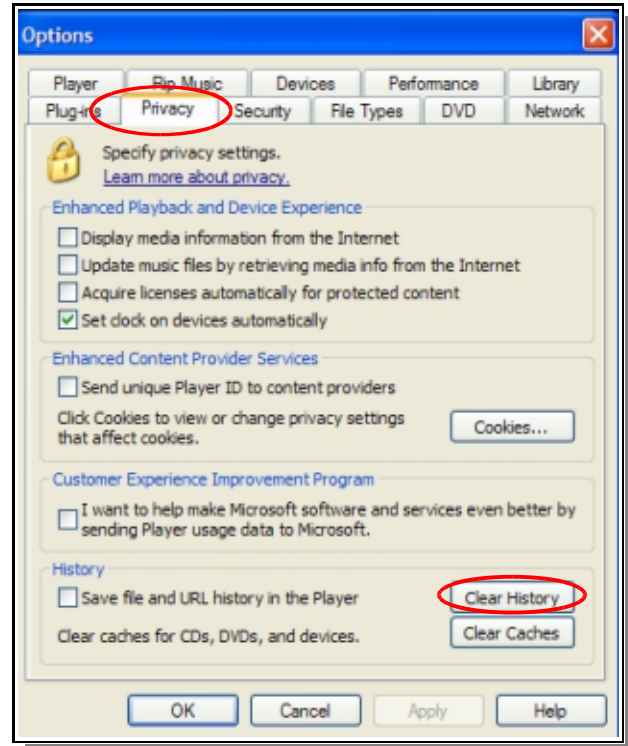 Options
Player Rip Music Devices Performance Library
Plug-ins Privacy Security File Types DVD Network
Specify privacy settings.
Learn more about privacy.
Enhanced Playback and Device Experience
Display media information from the Internet
Update music files by retrieving media info from the Internet
Acquire licenses automatically for protected content
Set clock on devices automatically
Enhanced Content Provider Services
Send unique Player ID to content providers
Click Cookies to view or change privacy settings
that affect cookies.
Cookies...
Customer Experience Improvement Program
I want to help make Microsoft software and services even better by
sending Player usage data to Microsoft.
History
Save file and URL history in the Player
Clear History
Clear caches for CDs, DVDs, and devices.
Clear Caches
OK Cancel Apply Help